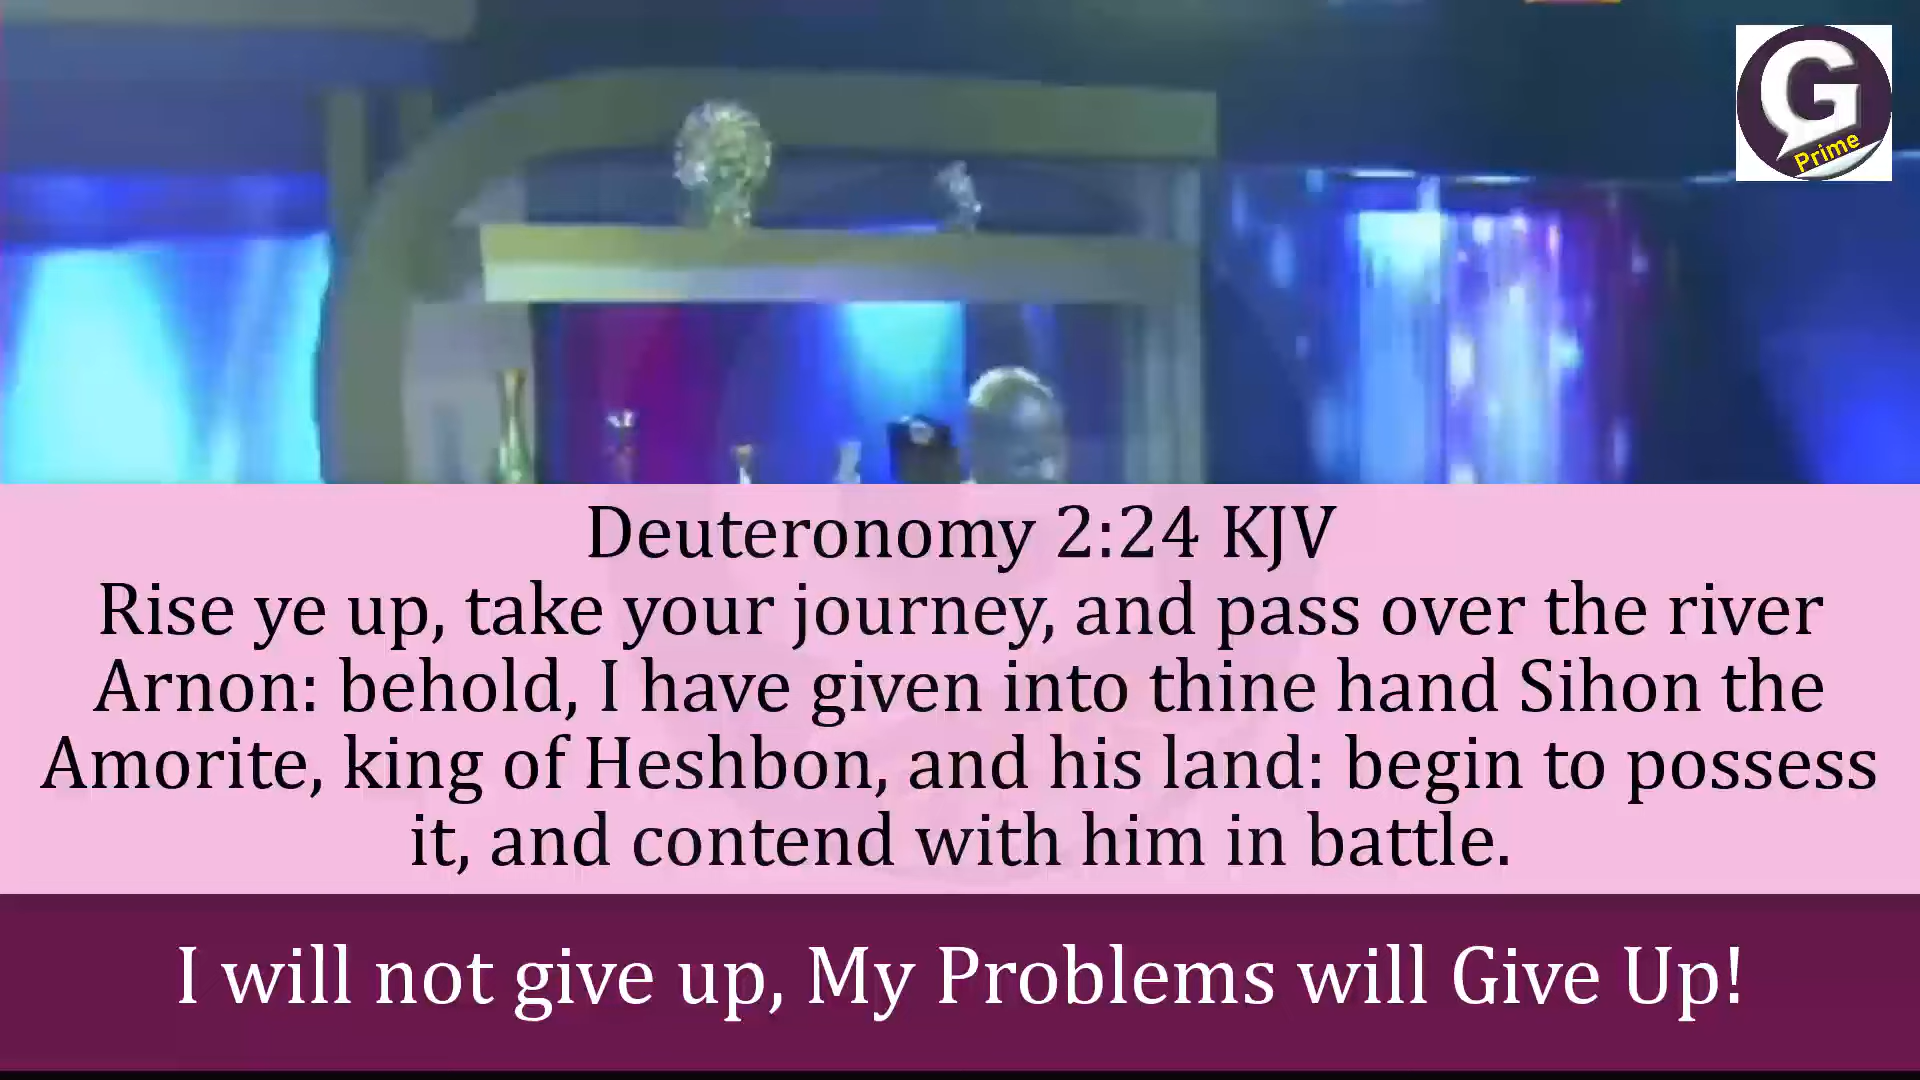 G
Prime
Deuteronomy 2:24 KJV
Rise ye up, take your journey, and pass over the river
Arnon: behold, I have given into thine hand Sihon the
Amorite, king of Heshbon, and his land: begin to possess
it, and contend with him in battle.
I will not give up, My Problems will Give Up!